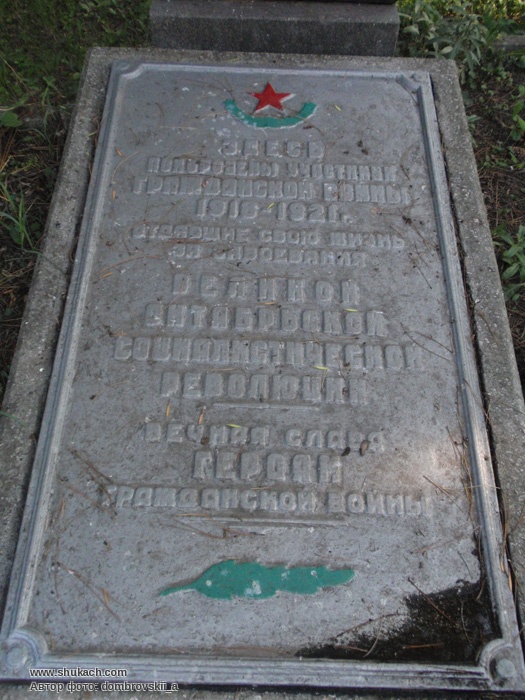 ЗДЕСЬ
ПОХОРОНЕНЫ УЧАСТНИКИ
ГРАЖДАНСКОЙ ВОЙНЫ
1918-1921г.
ОТДАВШИЕ СВОЮ ЖИЗНЬ
ЗА ЗАВОЕВАНИЯ
ВЕЛИКОЙ
ОКТЯБРЬСКОЙ
СОЦИАЛИСТИЧЕСКОЙ
РЕВОЛЮЦИИ
ВЕЧНАЯ СЛАВА
ГЕРОЯМ
ГРАЖДАНСКОЙ ВОЙНЫ
www.shukach.com
Автор фото: dombrovskii_a